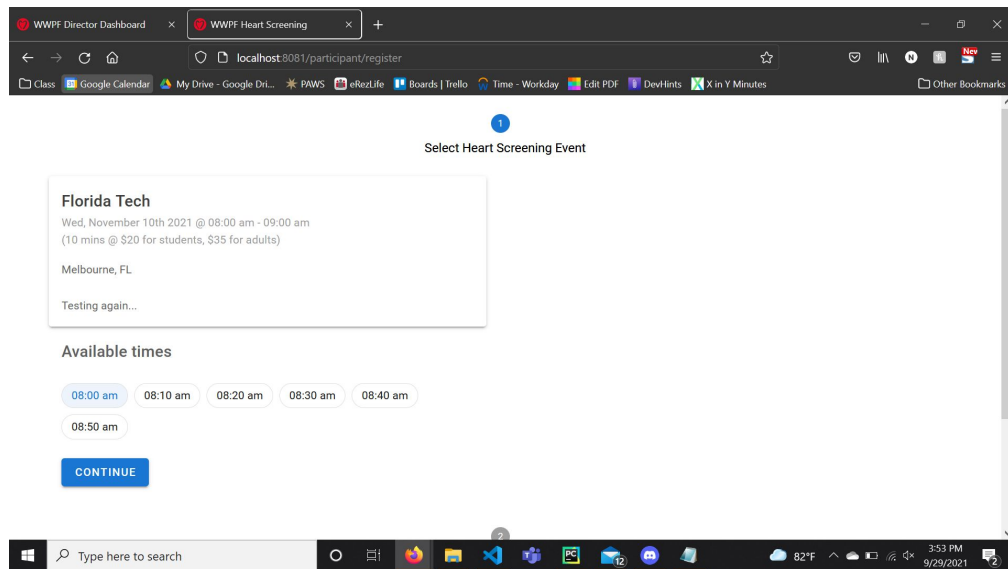 WWPF Director Dashboard
WWPF Heart Screening
localhost:8081/participant/register
Class
Google Calendar
My Drive - Google Dri...
PAWS
eRezLife
Boards | Trello
Time - Workday
Edit PDF
DevHints
X in Y Minutes
Other Bookmarks
1
Select Heart Screening Event
Florida Tech
Wed, November 10th 2021 @ 08:00 am - 09:00 am
(10 mins @ $20 for students, $35 for adults)
Melbourne, FL
Testing again...
Available times
08:00 am 08:10 am 08:20 am 08:30 am 08:40 am
08:50 am
CONTINUE
2
Type here to search
12
82°F
3:53 PM
9/29/2021
2